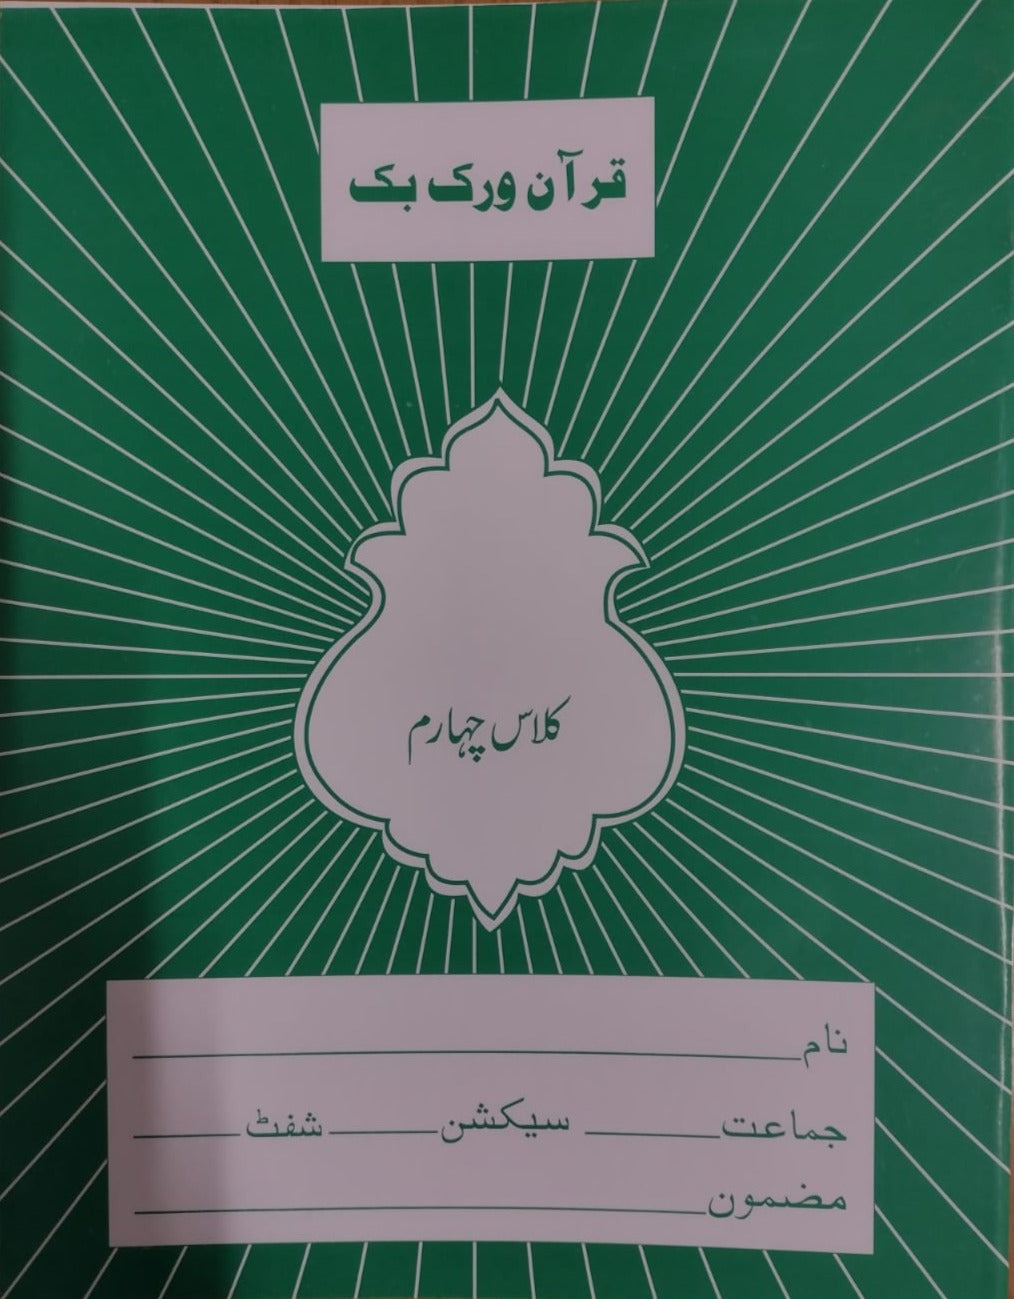 قرآن ورک بک
کلاس چہارم
نام
جماعت سیکشن شفٹ
مضمون